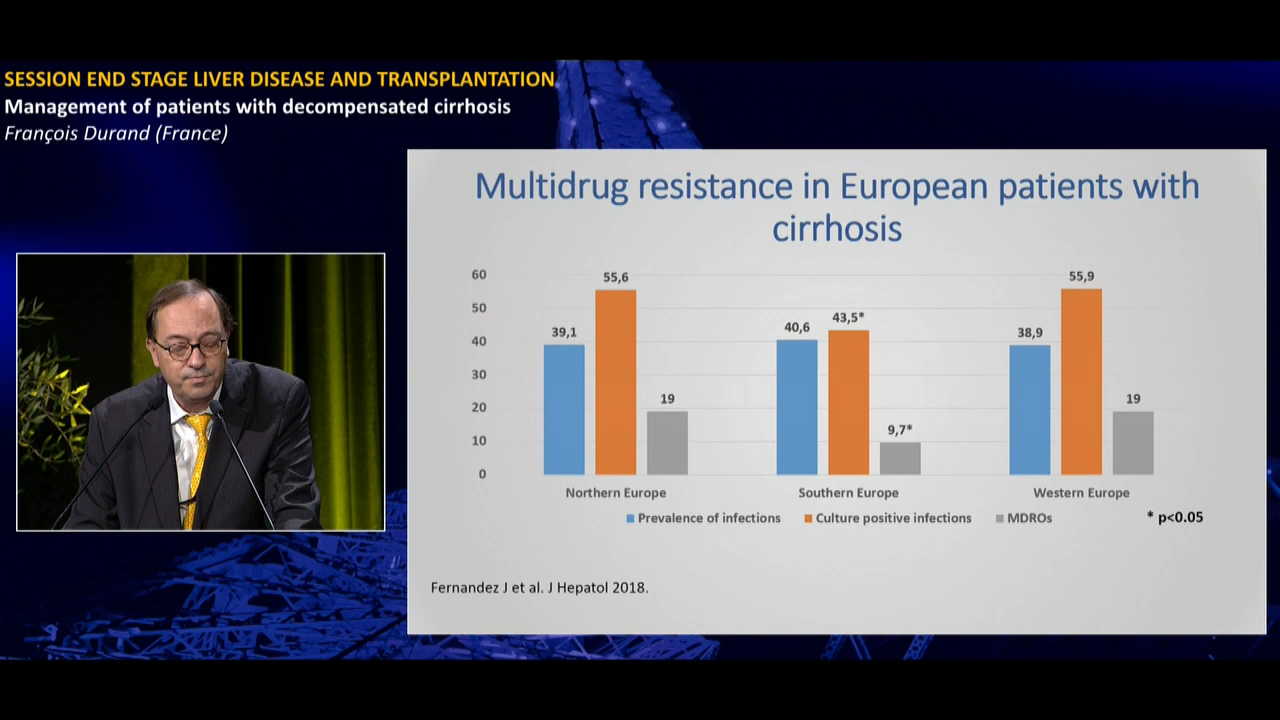 SESSION END STAGE LIVER DISEASE AND TRANSPLANTATION
Management of patients with decompensated cirrhosis
François Durand (France)
Multidrug resistance in European patients with
cirrhosis
60
50
40
30
20
10
0
39,1
55,6
19
40,6
43,5*
9,7*
38,9
55,9
19
Northern Europe
Southern Europe
Western Europe
Prevalence of infections
Culture positive infections
MDROs
* p<0.05
Fernandez J et al. J Hepatol 2018.